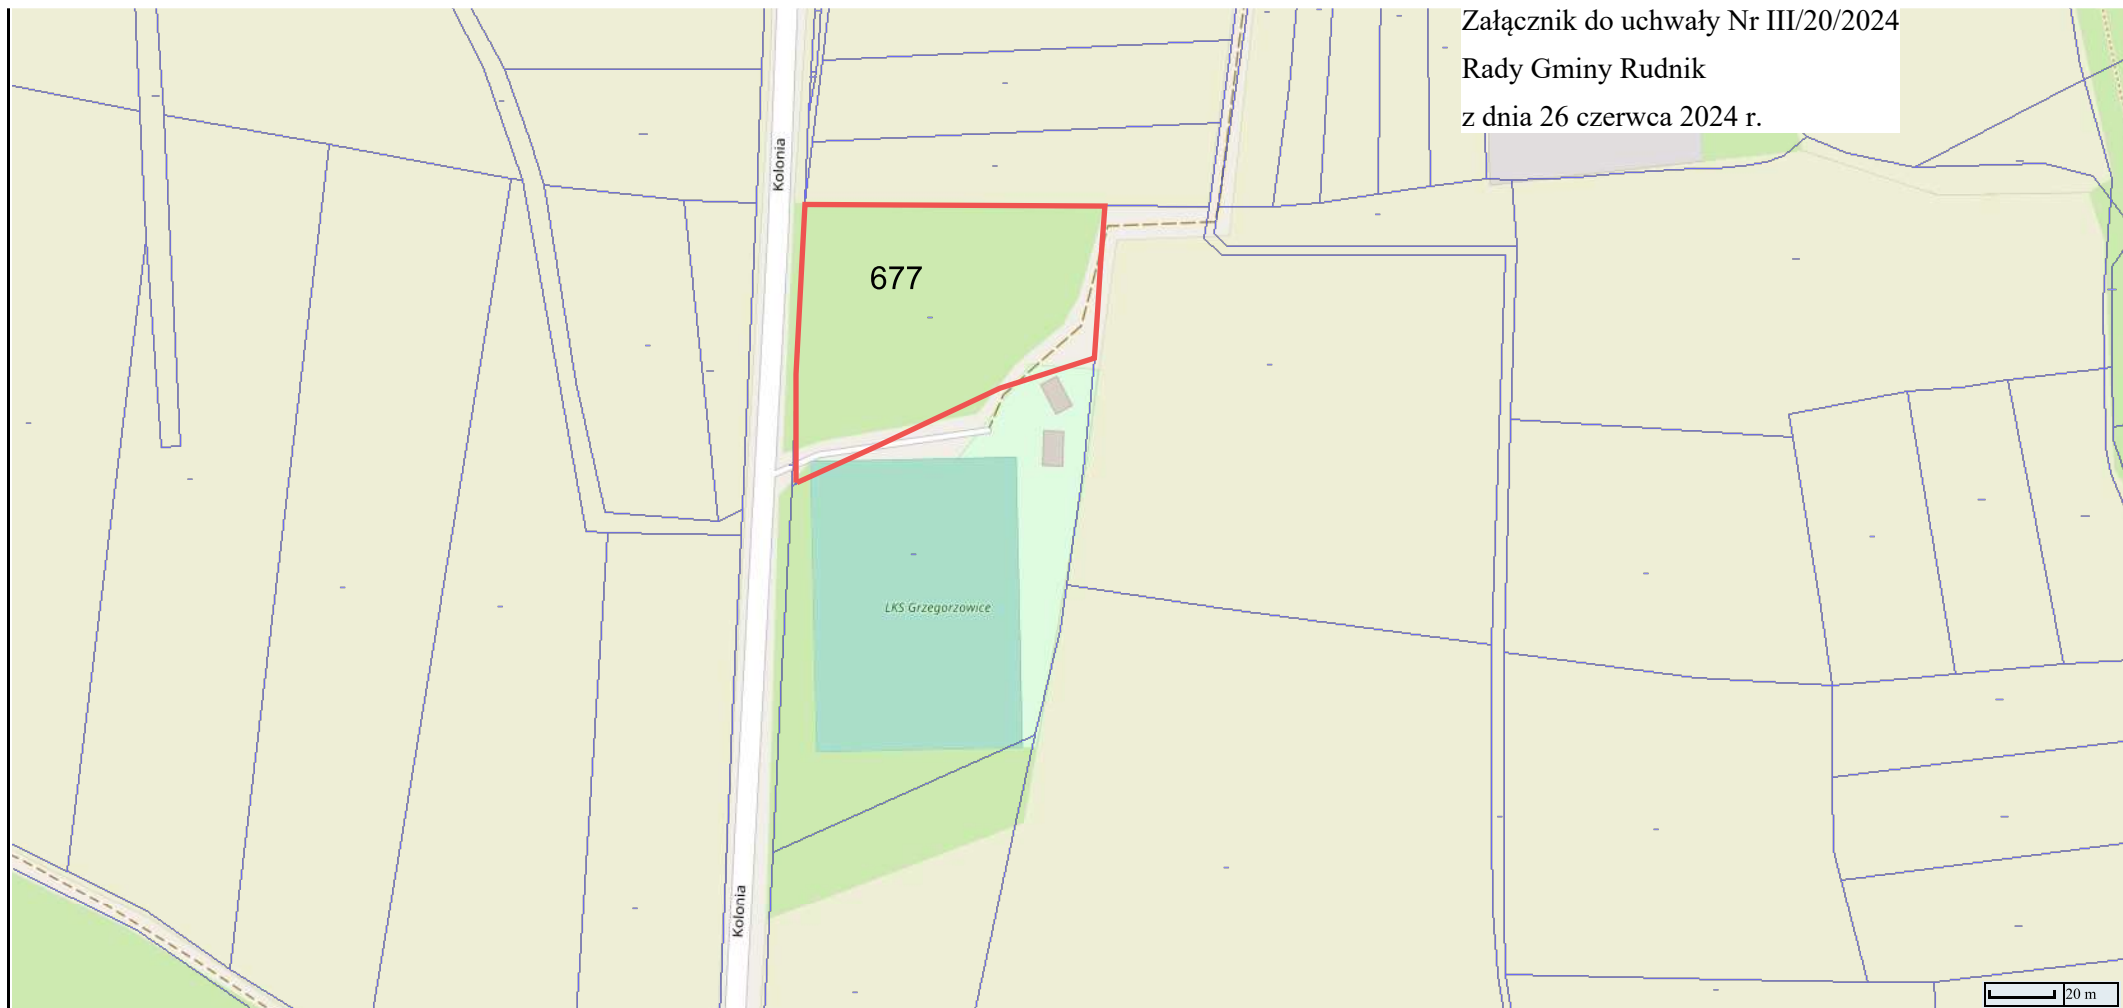 Załącznik do uchwały Nr III/20/2024
Rady Gminy Rudnik
z dnia 26 czerwca 2024 r.
Kolonia
677
LKS Grzegorzowice
Kolonia
20 m